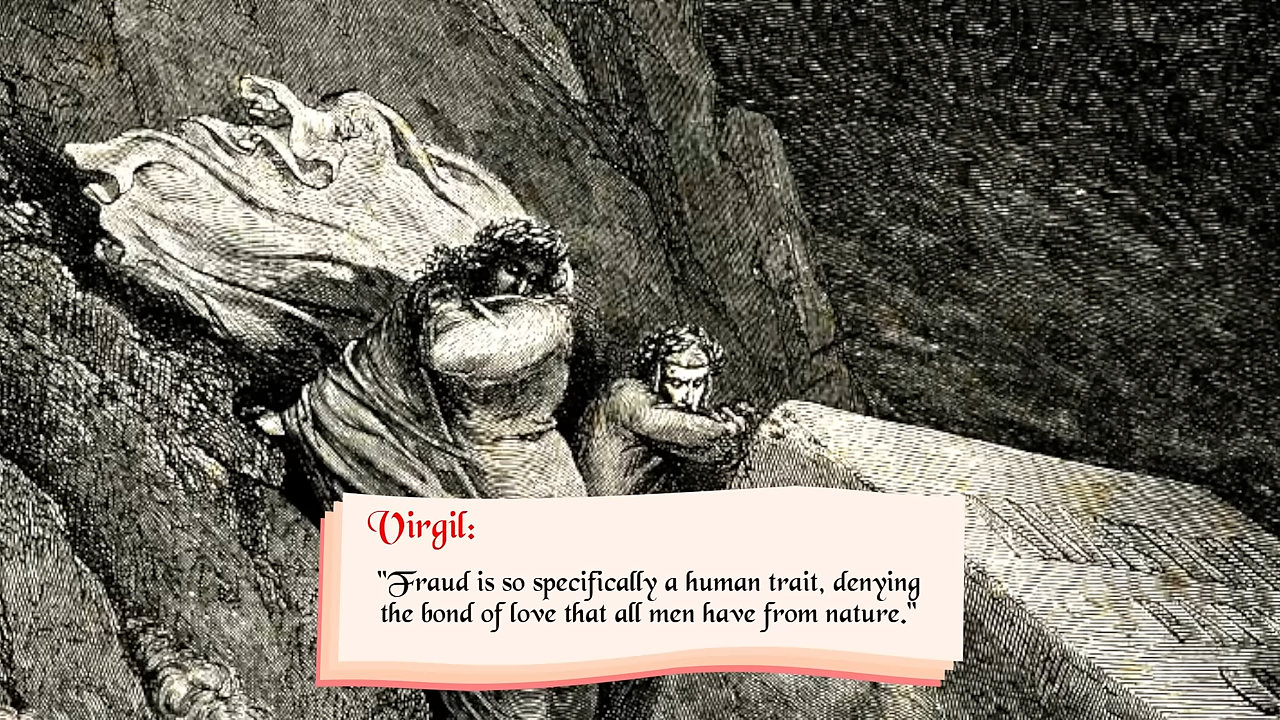 Virgil:
"Fraud is so specifically a human trait, denying
the bond of love that all men have from nature."